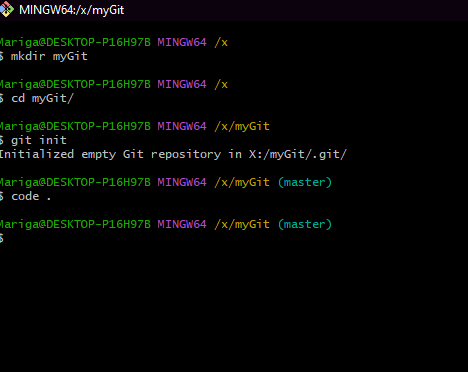 MINGW64:/x/myGit
Mariga@DESKTOP-P16H97B MINGW64 /x
$ mkdir myGit
Mariga@DESKTOP-P16H97B MINGW64 /x
$ cd myGit/
Mariga@DESKTOP-P16H97B MINGW64 /x/myGit
$ git init
Initialized empty Git repository in X:/myGit/.git/
Mariga@DESKTOP-P16H97B MINGW64 /x/myGit (master)
$ code .
Mariga@DESKTOP-P16H97B MINGW64 /x/myGit (master)
$